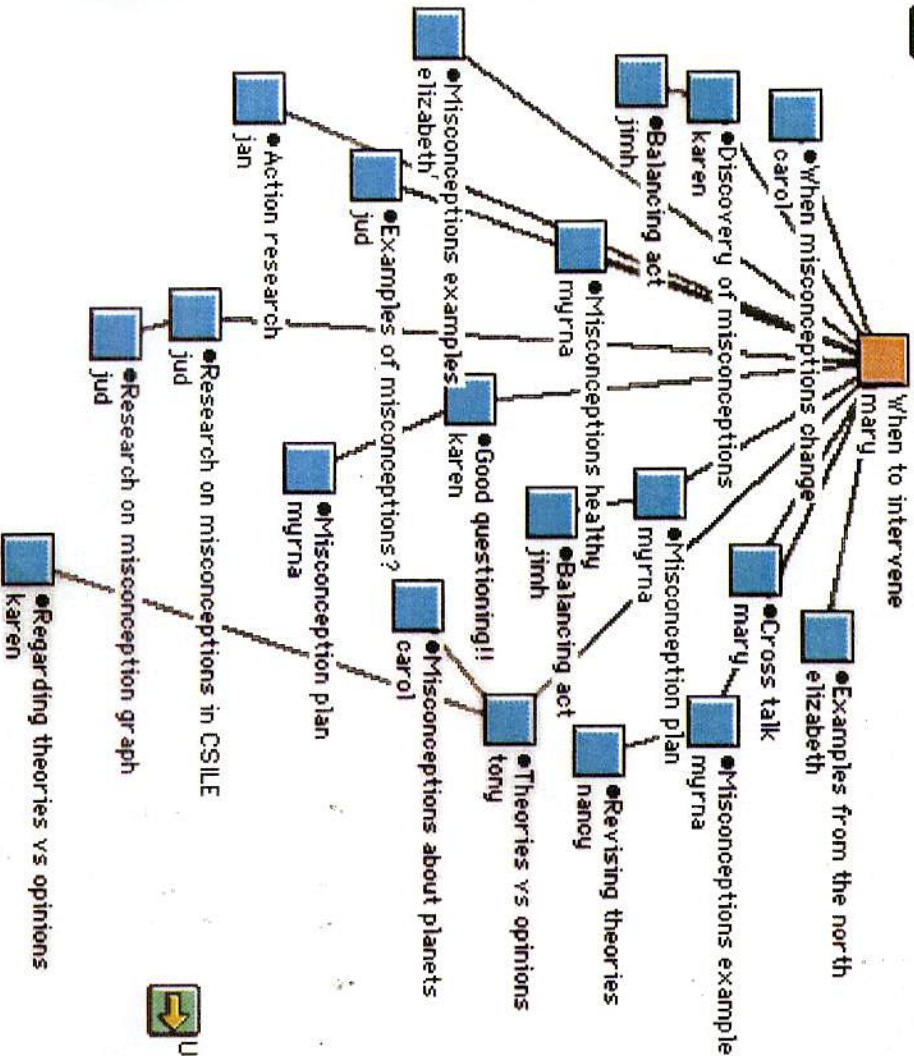 When to intervene
mary
●When misconceptions change
carol
●Examples from the north
elizabeth
●Discovery of misconceptions
karen
●Cross talk
mary
●Balancing act
jimh
●Misconceptions example
myrna
●Misconception plan
myrna
●Revising theories
nancy
●Misconceptions healthy
myrna
●Balancing act
jimh
●Theories vs opinions
tony
●Misconceptions examples
elizabeth
●Good questioning!!
karen
●Misconceptions about planets
carol
●Examples of misconceptions?
jud
●Misconception plan
myrna
●Action research
jan
●Research on misconceptions in CSILE
jud
●Research on misconception graph
jud
●Regarding theories vs opinions
karen
U